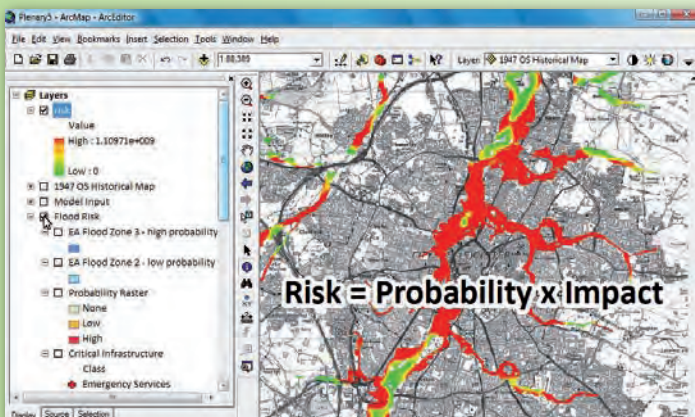 Plenary3 - ArcMap - ArcEditor
File Edit View Bookmarks Insert Selection Tools Window Help
1:88,389
Layer: 1947 OS Historical Map
Layers
risk
Value
High : 1.10971e+009
Low : 0
1947 OS Historical Map
Model Input
Flood Risk
EA Flood Zone 3 - high probability
EA Flood Zone 2 - low probability
Probability Raster
None
Low
High
Critical Infrastructure
Class
Emergency Services
Display Source Selection
Risk = Probability x Impact